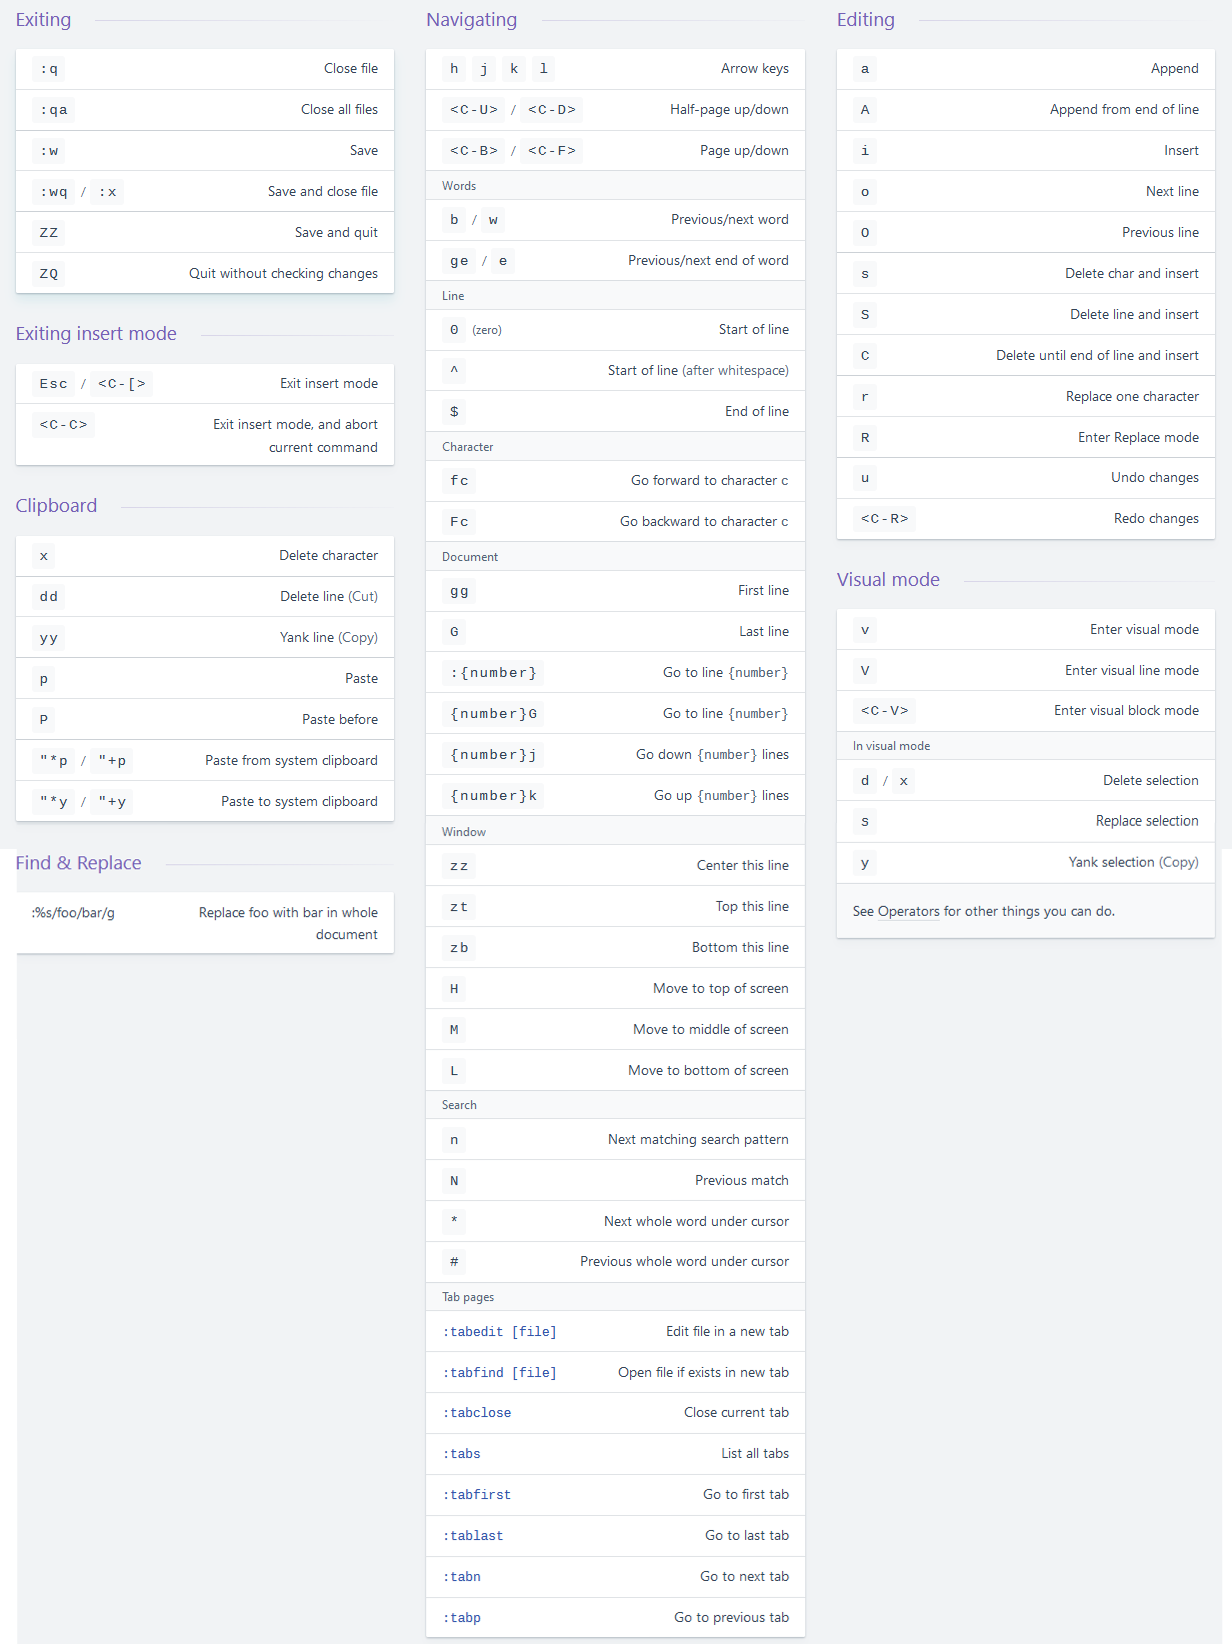 Exiting
:q Close file
:qa Close all files
:w Save
:wq / :x Save and close file
ZZ Save and quit
ZQ Quit without checking changes
Exiting insert mode
Esc / <C-[> Exit insert mode
<C-C> Exit insert mode, and abort
current command
Clipboard
x Delete character
dd Delete line (Cut)
yy Yank line (Copy)
p Paste
P Paste before
"*p / "+p Paste from system clipboard
"*y / "+y Paste to system clipboard
Find & Replace
:%s/foo/bar/g Replace foo with bar in whole
document
Navigating
h j k l Arrow keys
<C-U> / <C-D> Half-page up/down
<C-B> / <C-F> Page up/down
Words
b / w Previous/next word
ge / e Previous/next end of word
Line
0 (zero) Start of line
^ Start of line (after whitespace)
$ End of line
Character
fc Go forward to character c
Fc Go backward to character c
Document
gg First line
G Last line
:{number} Go to line {number}
{number}G Go to line {number}
{number}j Go down {number} lines
{number}k Go up {number} lines
Window
zz Center this line
zt Top this line
zb Bottom this line
H Move to top of screen
M Move to middle of screen
L Move to bottom of screen
Search
n Next matching search pattern
N Previous match
* Next whole word under cursor
# Previous whole word under cursor
Tab pages
:tabedit [file] Edit file in a new tab
:tabfind [file] Open file if exists in new tab
:tabclose Close current tab
:tabs List all tabs
:tabfirst Go to first tab
:tablast Go to last tab
:tabn Go to next tab
:tabp Go to previous tab
Editing
a Append
A Append from end of line
i Insert
o Next line
O Previous line
s Delete char and insert
S Delete line and insert
C Delete until end of line and insert
r Replace one character
R Enter Replace mode
u Undo changes
<C-R> Redo changes
Visual mode
v Enter visual mode
V Enter visual line mode
<C-V> Enter visual block mode
In visual mode
d / x Delete selection
s Replace selection
y Yank selection (Copy)
See Operators for other things you can do.